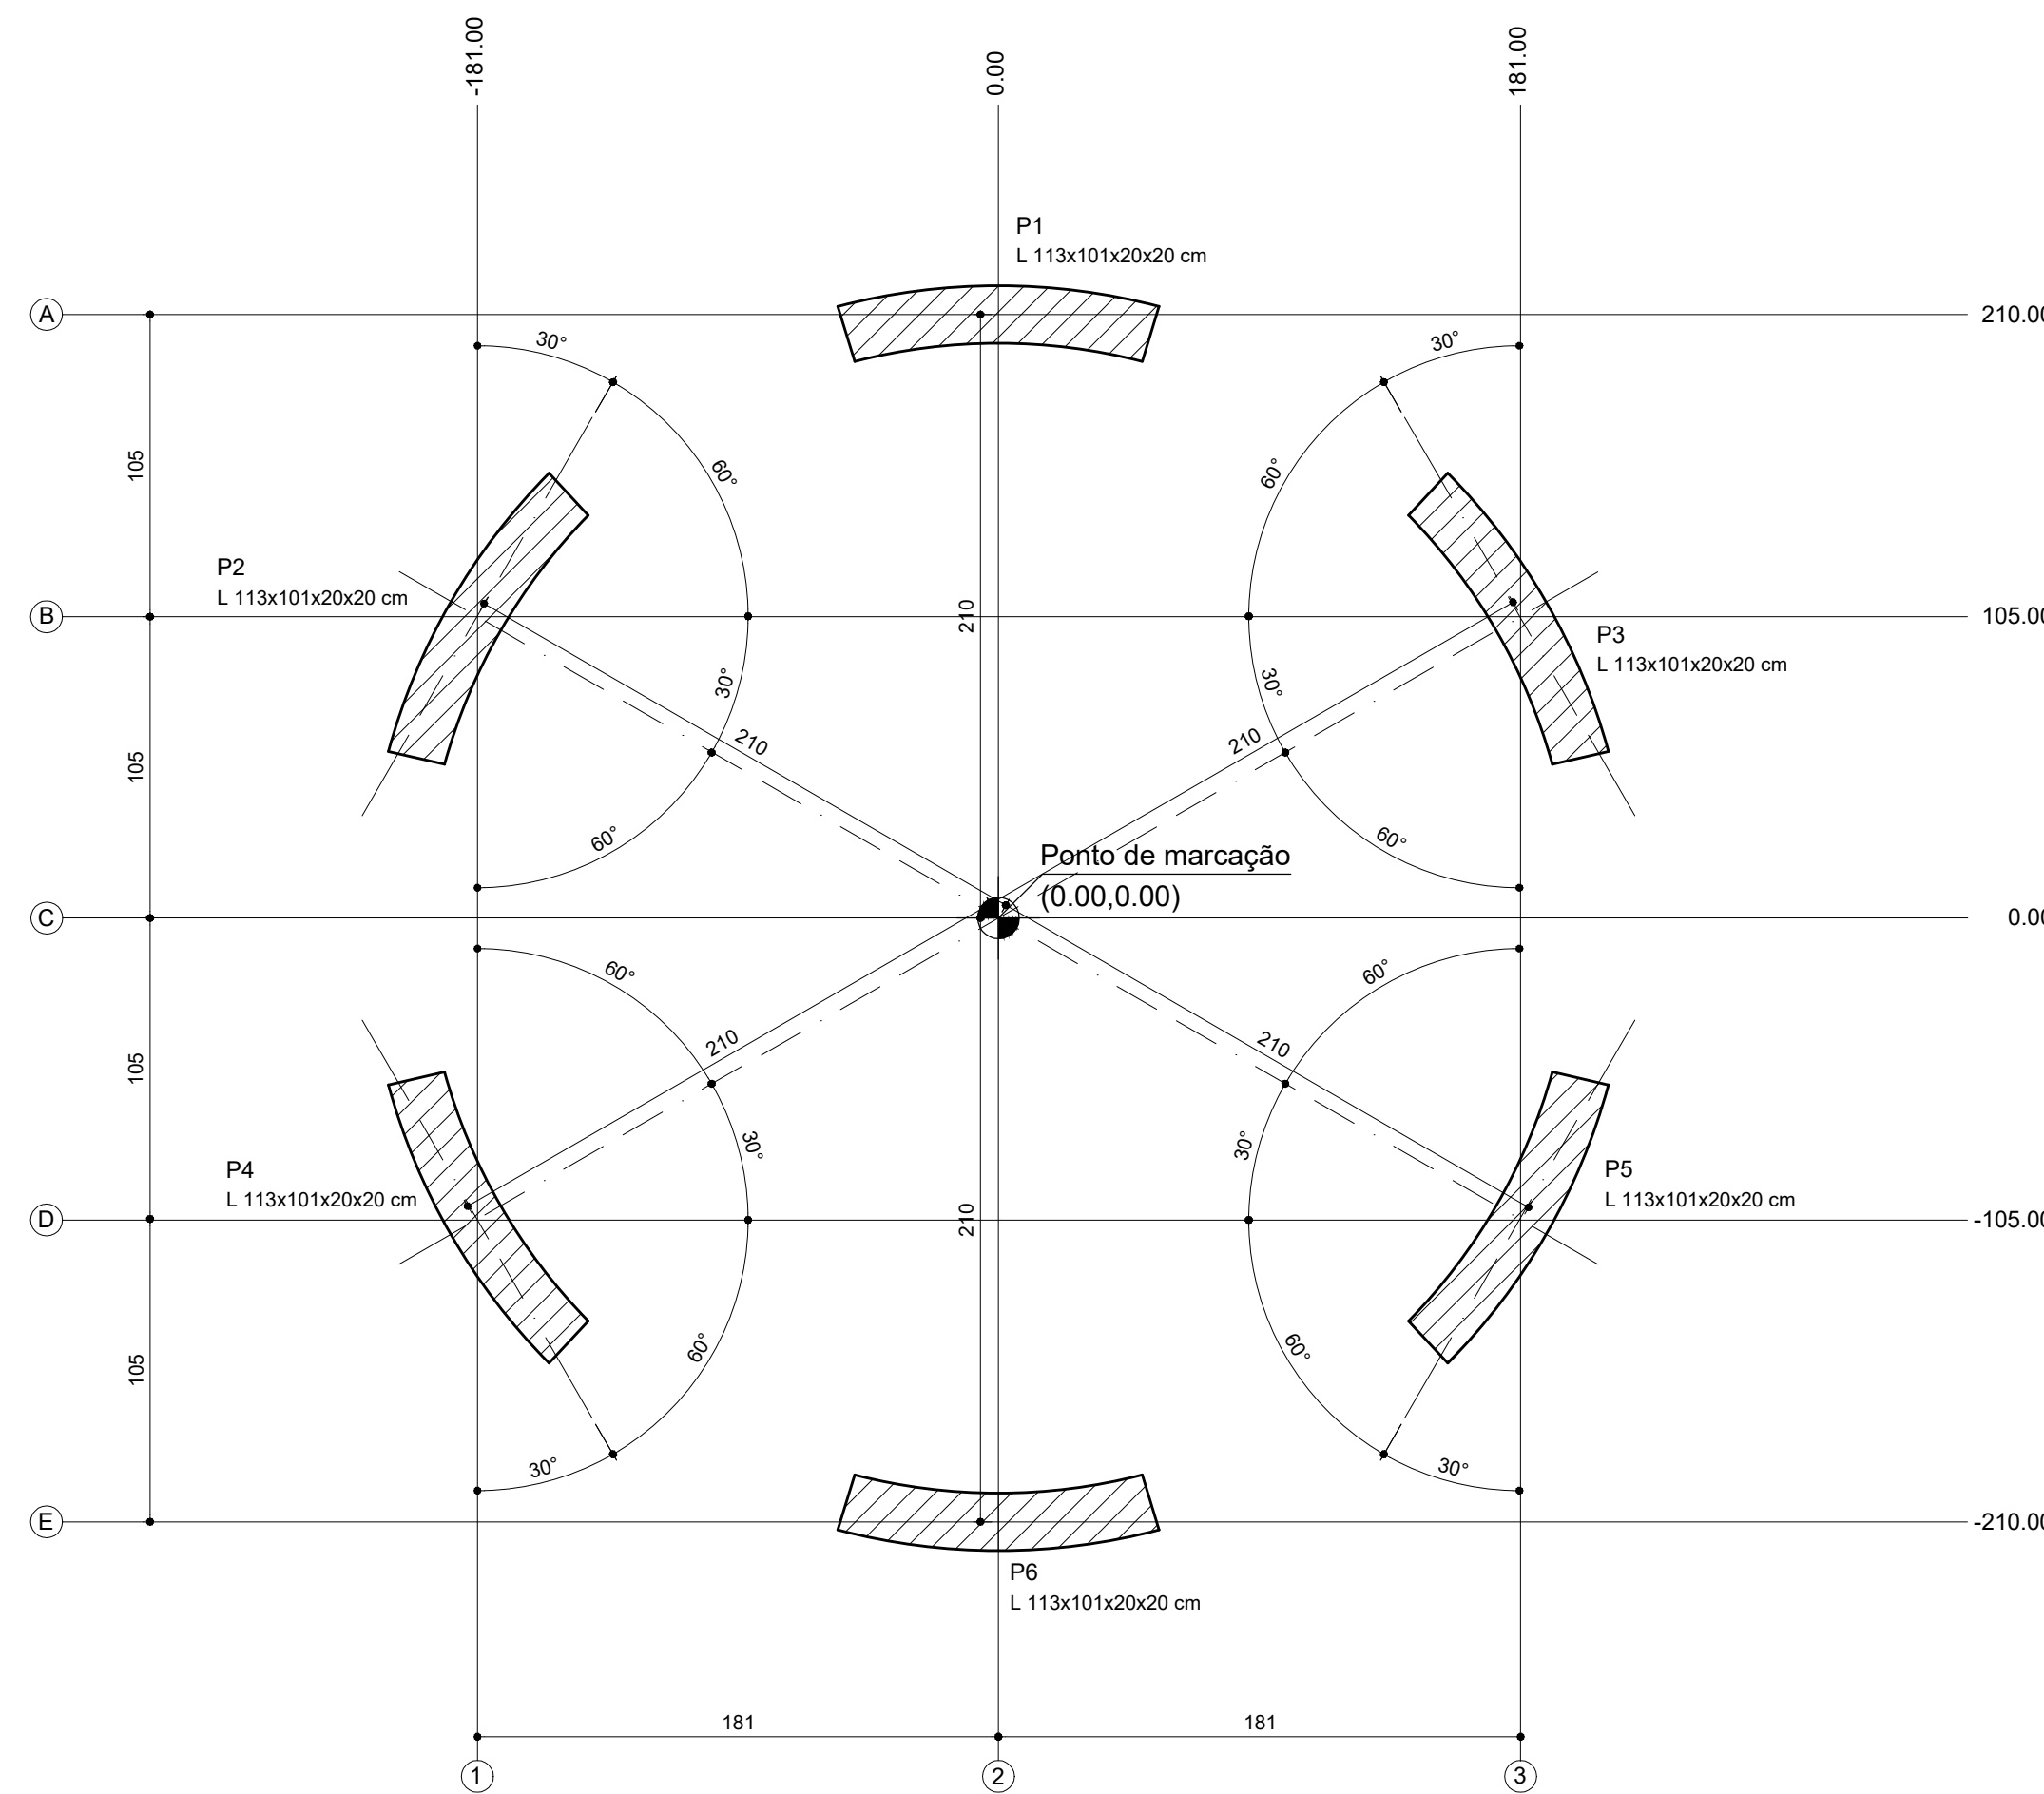 -181.00
0.00
181.00
P1
L 113x101x20x20 cm
A
210.00
30°
30°
105
60°
60°
P2
L 113x101x20x20 cm
B
210
105.00
P3
L 113x101x20x20 cm
30°
30°
105
210
210
60°
60°
Ponto de marcação
(0.00,0.00)
C
0.00
60°
60°
105
210
210
30°
30°
P4
L 113x101x20x20 cm
P5
L 113x101x20x20 cm
D
210
-105.00
105
60°
60°
30°
30°
E
-210.00
P6
L 113x101x20x20 cm
181
181
1
2
3